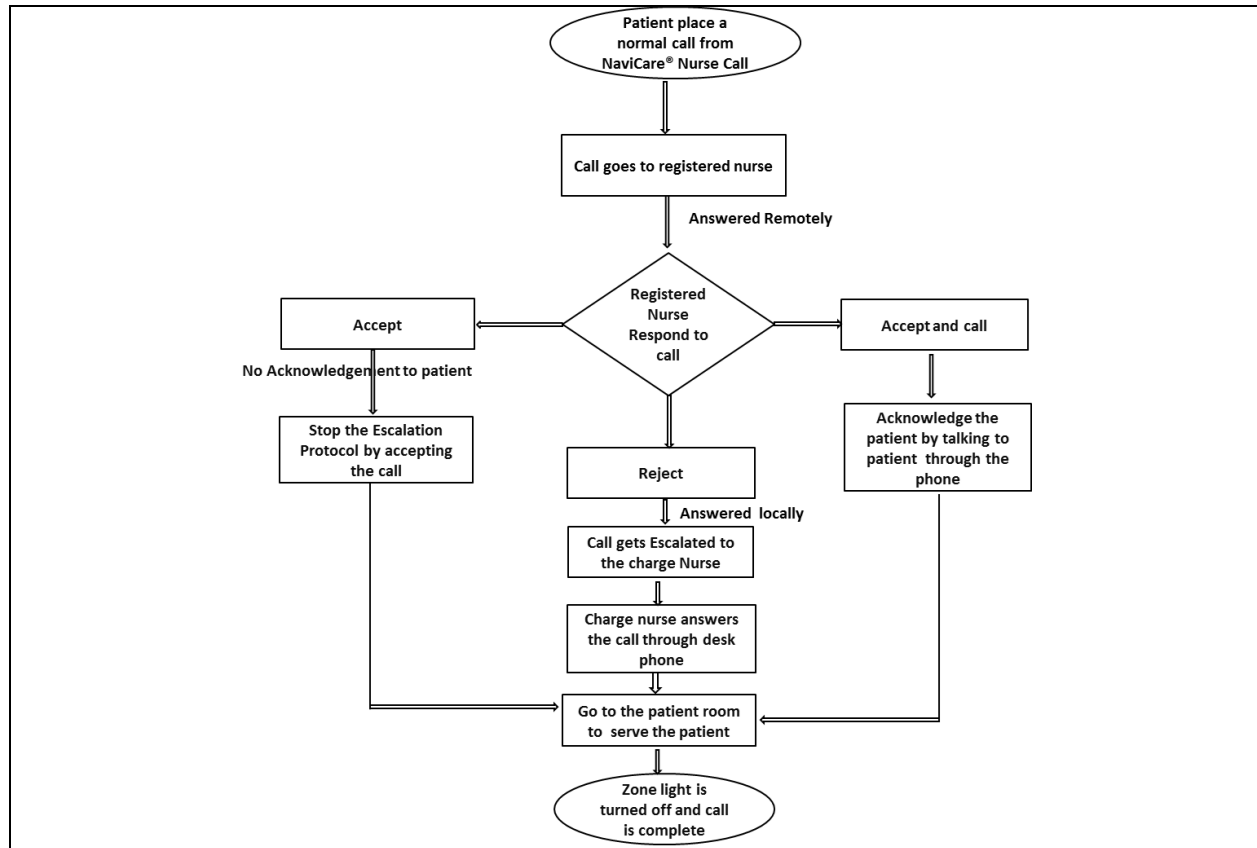 Patient place a
normal call from
NaviCare® Nurse Call
Call goes to registered nurse
Answered Remotely
Registered
Nurse
Respond to
call
Accept
Accept and call
No Acknowledgement to patient
Stop the Escalation
Protocol by accepting
the call
Acknowledge the
patient by talking to
patient through the
phone
Reject
Answered locally
Call gets Escalated to
the charge Nurse
Charge nurse answers
the call through desk
phone
Go to the patient room
to serve the patient
Zone light is
turned off and call
is complete